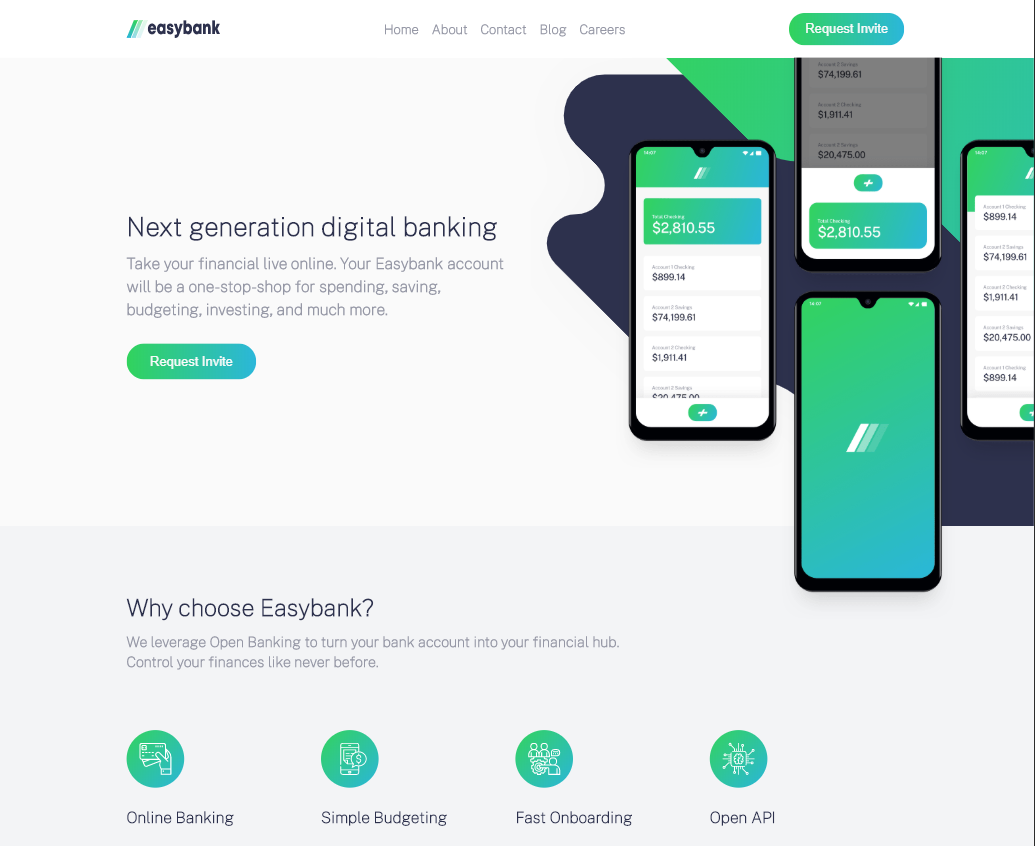 easybank
Home About Contact Blog Careers
Request Invite
Next generation digital banking
Take your financial live online. Your Easybank account
will be a one-stop-shop for spending, saving,
budgeting, investing, and much more.
Request Invite
14:07
Total Checking
$2,810.55
Account 1 Checking
$899.14
Account 2 Savings
$74,199.61
Account 2 Checking
$1,911.41
Account 2 Savings
$20,475.00
Account 2 Savings
$74,199.61
Account 2 Checking
$1,911.41
Account 2 Savings
$20,475.00
Total Checking
$2,810.55
14:07
14:07
Account 1 Checking
$899.14
Account 2 Savings
$74,199.61
Account 2 Checking
$1,911.41
Account 2 Savings
$20,475.00
Account 1 Checking
$899.14
Why choose Easybank?
We leverage Open Banking to turn your bank account into your financial hub.
Control your finances like never before.
Online Banking
Simple Budgeting
Fast Onboarding
Open API